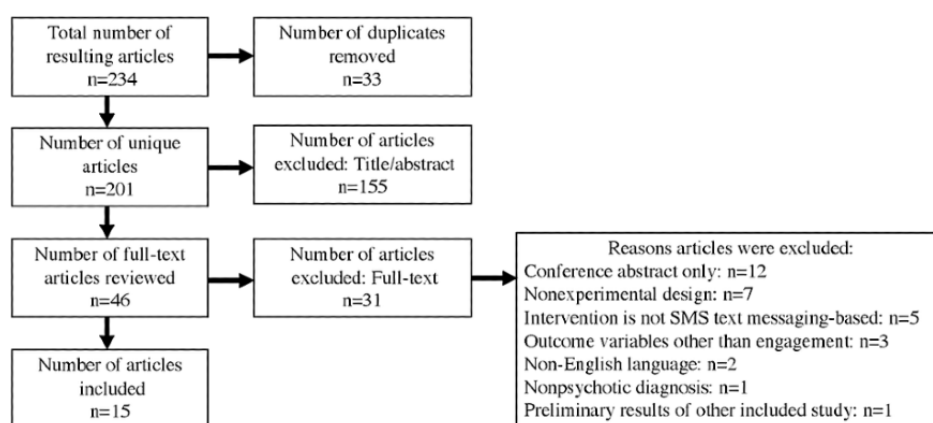 Total number of
resulting articles
n=234
Number of duplicates
removed
n=33
Number of unique
articles
n=201
Number of articles
excluded: Title/abstract
n=155
Number of full-text
articles reviewed
n=46
Number of articles
excluded: Full-text
n=31
Reasons articles were excluded:
Conference abstract only: n=12
Nonexperimental design: n=7
Intervention is not SMS text messaging-based: n=5
Outcome variables other than engagement: n=3
Non-English language: n=2
Nonpsychotic diagnosis: n=1
Preliminary results of other included study: n=1
Number of articles
included
n=15